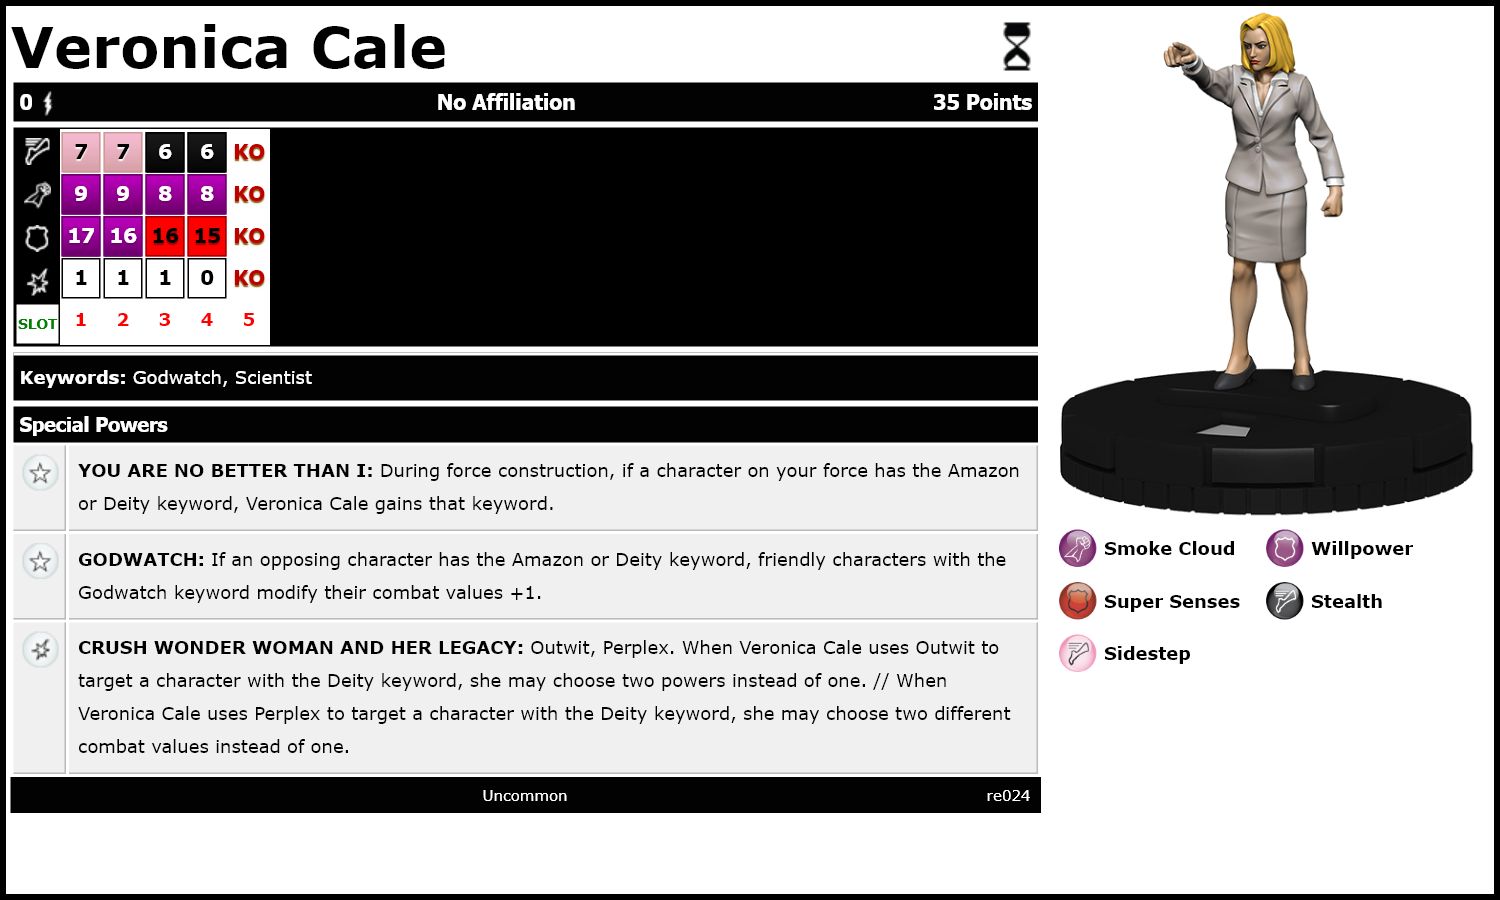 Veronica Cale
0 No Affiliation 35 Points
7 7 6 6 KO
9 9 8 8 KO
17 16 16 15 KO
1 1 1 0 KO
SLOT 1 2 3 4 5
Keywords: Godwatch, Scientist
Special Powers
YOU ARE NO BETTER THAN I: During force construction, if a character on your force has the Amazon
or Deity keyword, Veronica Cale gains that keyword.
GODWATCH: If an opposing character has the Amazon or Deity keyword, friendly characters with the
Godwatch keyword modify their combat values +1.
CRUSH WONDER WOMAN AND HER LEGACY: Outwit, Perplex. When Veronica Cale uses Outwit to
target a character with the Deity keyword, she may choose two powers instead of one. // When
Veronica Cale uses Perplex to target a character with the Deity keyword, she may choose two different
combat values instead of one.
Uncommon re024
Smoke Cloud Willpower
Super Senses Stealth
Sidestep